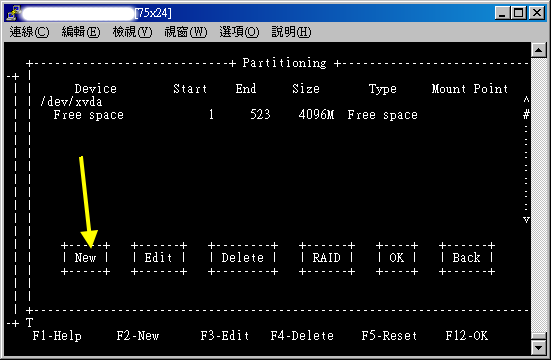 [75x24]
連線(C) 編輯(E) 檢視(V) 視窗(W) 選項(O) 說明(H)
+ Partitioning +
Device Start End Size Type Mount Point
/dev/xvda
Free space 1 523 4096M Free space #
New Edit Delete RAID OK Back
T
F1-Help F2-New F3-Edit F4-Delete F5-Reset F12-OK